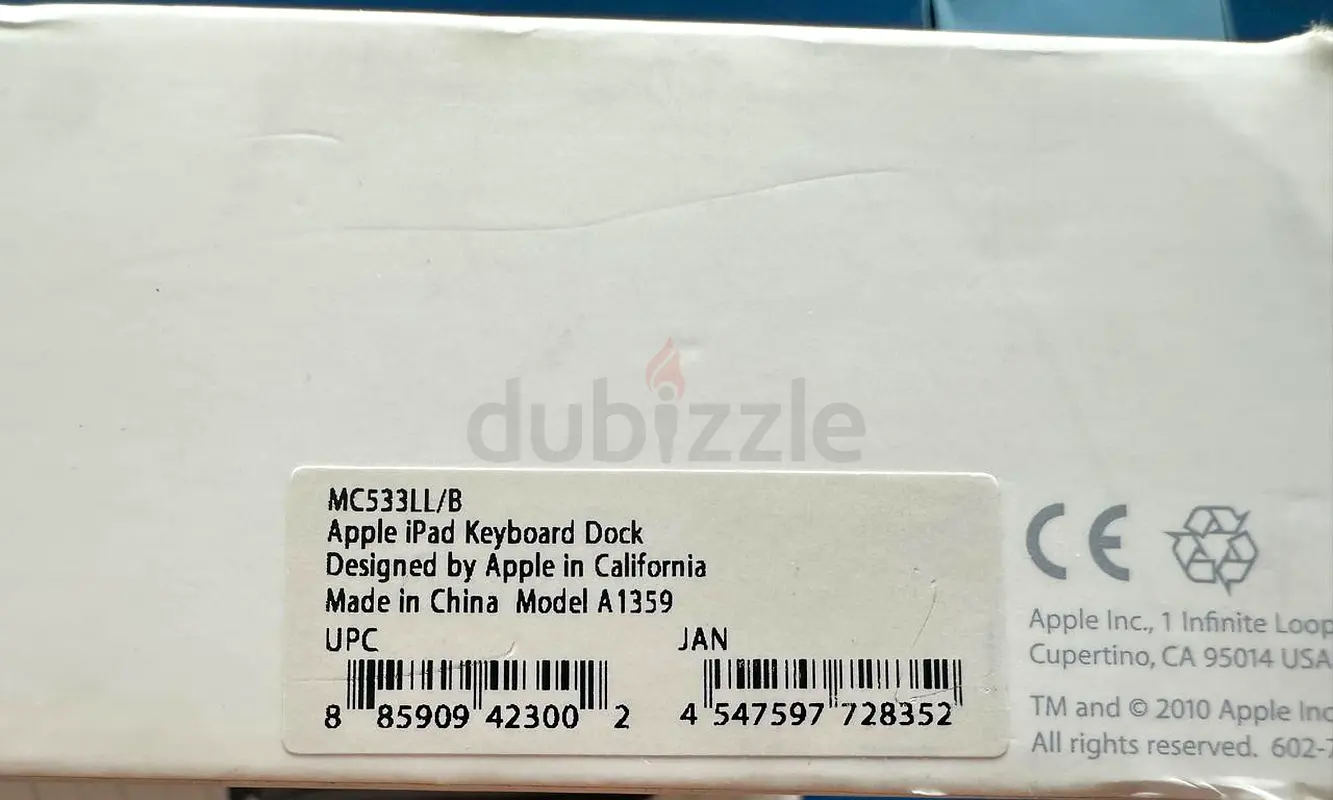 dubizzle
MC533LL/B
Apple iPad Keyboard Dock
Designed by Apple in California
Made in China Model A1359
UPC JAN
8 85909 42300 2 4 547597 728352
CE
Apple Inc., 1 Infinite Loop
Cupertino, CA 95014 USA
TM and © 2010 Apple Inc
All rights reserved. 602-7